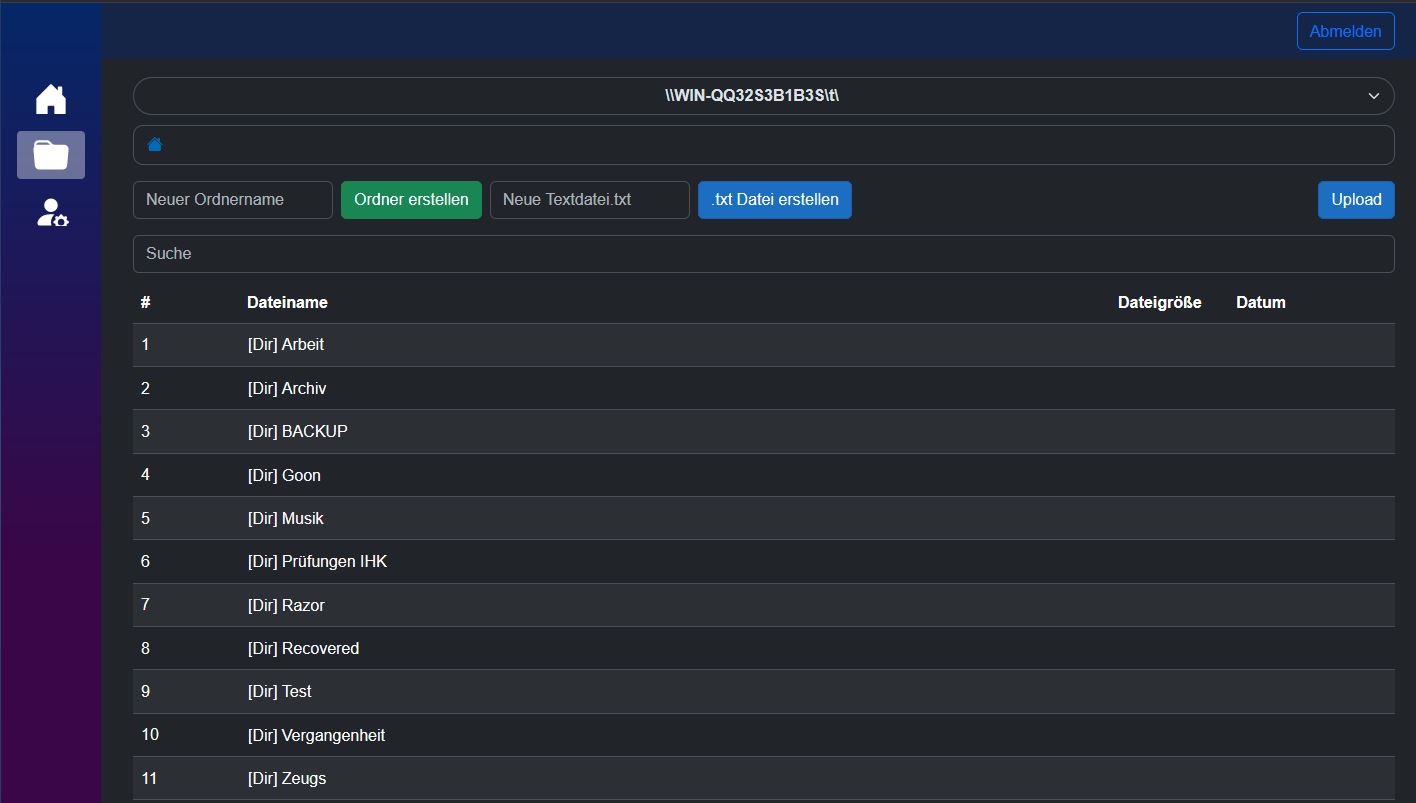 Abmelden
\\WIN-QQ32S3B1B3S\t\
Neuer Ordnername Ordner erstellen Neue Textdatei.txt .txt Datei erstellen Upload
Suche
# Dateiname Dateigröße Datum
1 [Dir] Arbeit
2 [Dir] Archiv
3 [Dir] BACKUP
4 [Dir] Goon
5 [Dir] Musik
6 [Dir] Prüfungen IHK
7 [Dir] Razor
8 [Dir] Recovered
9 [Dir] Test
10 [Dir] Vergangenheit
11 [Dir] Zeugs